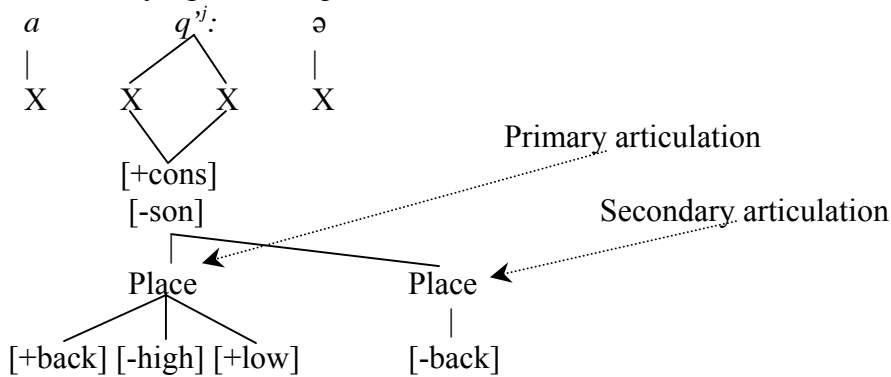 a q’ʲ: ə
X X X X
Primary articulation
[+cons]
[-son]
Secondary articulation
Place Place
[+back] [-high] [+low] [-back]